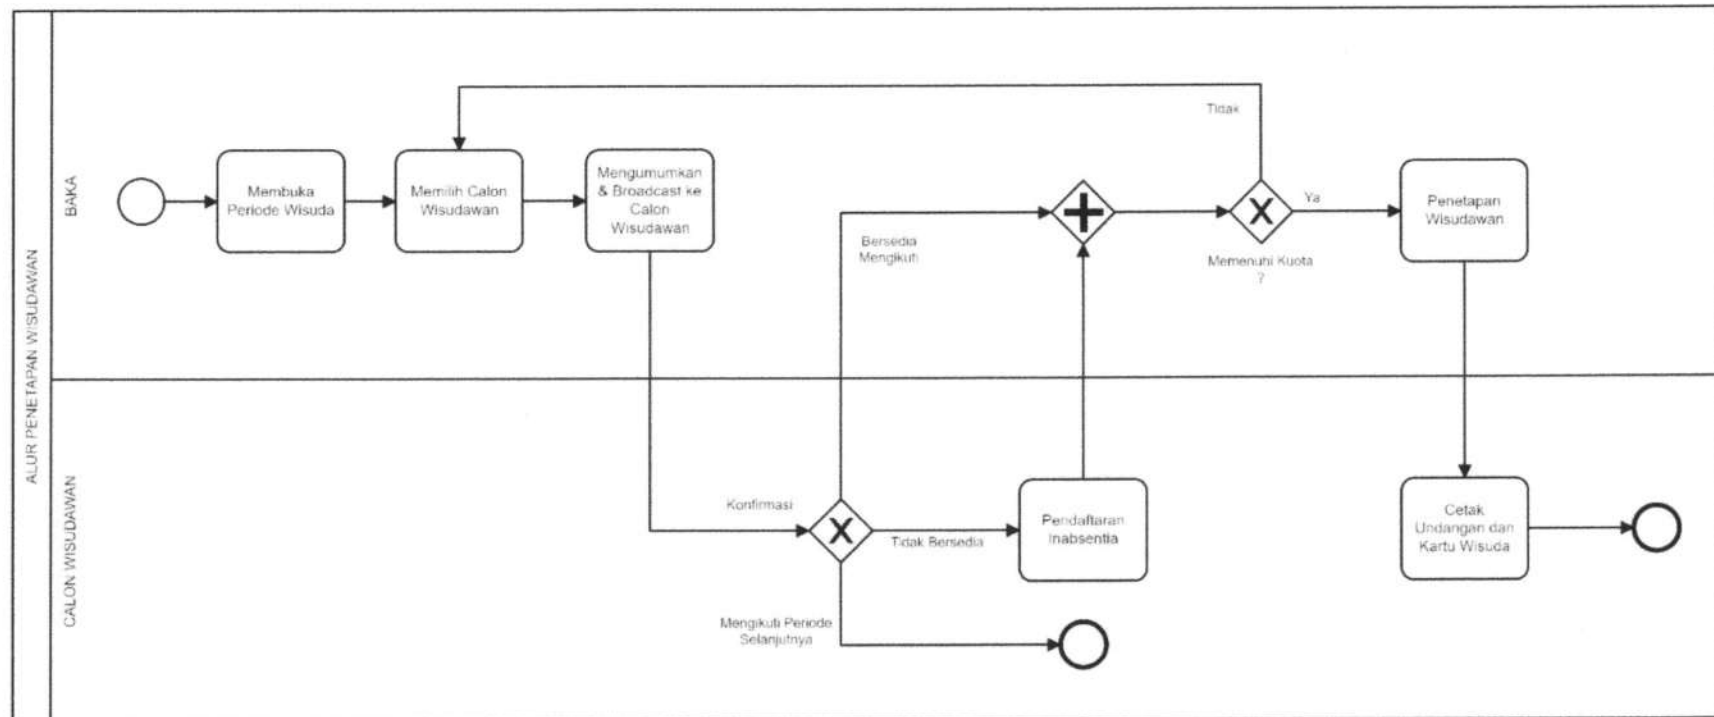 ALUR PENETAPAN WISUDAWAN
BAKA
Membuka
Periode Wisuda
Memilih Calon
Wisudawan
Mengumumkan
& Broadcast ke
Calon
Wisudawan
Bersedia
Mengikuti
Tidak
Memenuhi Kuota
?
Ya
Penetapan
Wisudawan
CALON WISUDAWAN
Konfirmasi
Tidak Bersedia
Pendaftaran
Inabsentia
Mengikuti Periode
Selanjutnya
Cetak
Undangan dan
Kartu Wisuda